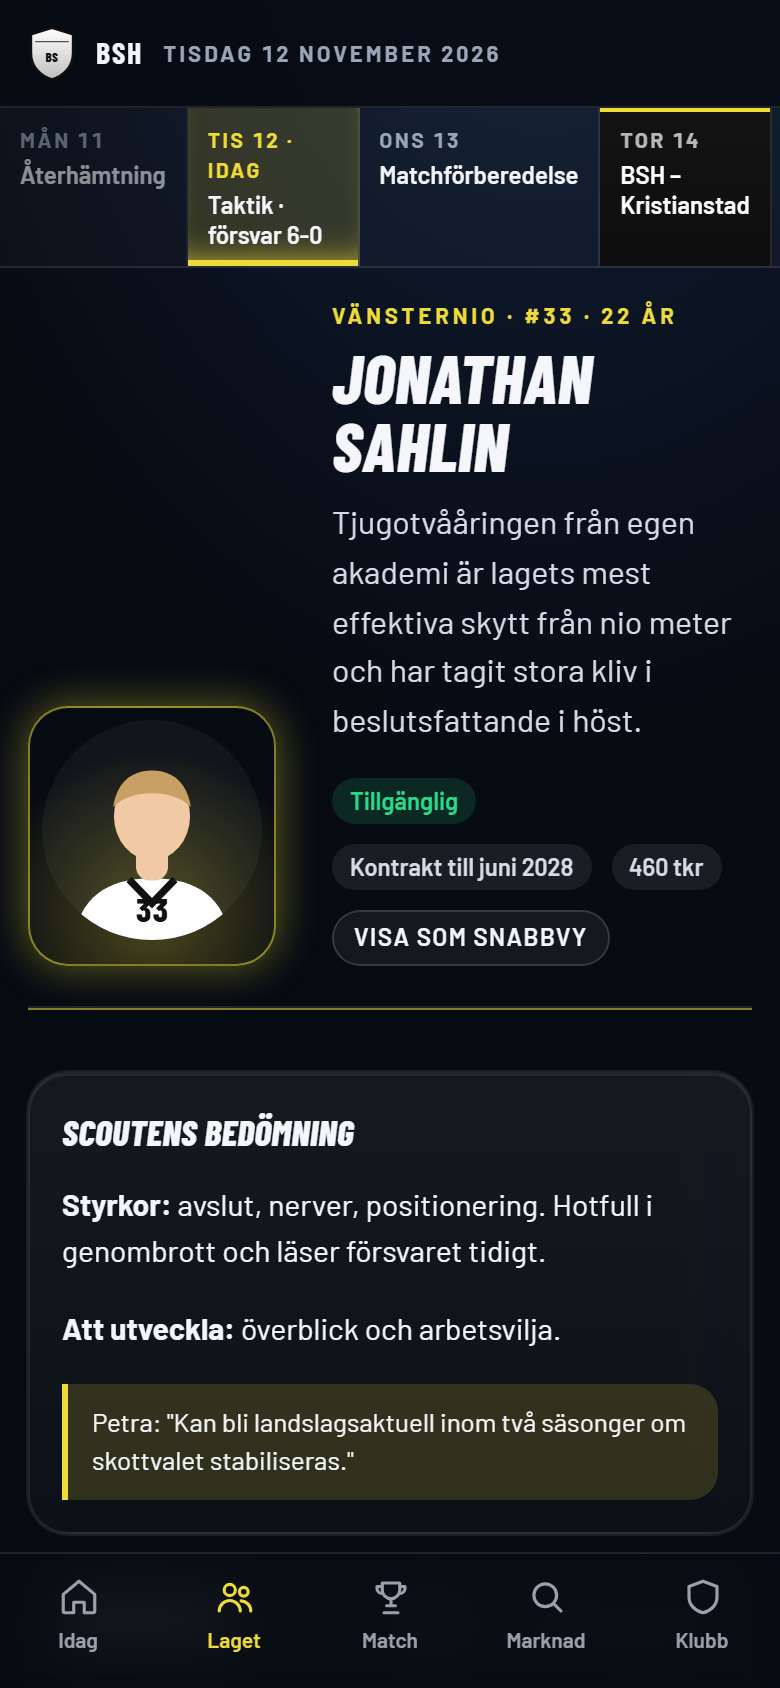 BS
BSH
TISDAG 12 NOVEMBER 2026
MÅN 11
Återhämtning
TIS 12 ·
IDAG
Taktik ·
försvar 6-0
ONS 13
Matchförberedelse
TOR 14
BSH –
Kristianstad
VÄNSTERNIO · #33 · 22 ÅR
JONATHAN
SAHLIN
Tjugotvååringen från egen
akademi är lagets mest
effektiva skytt från nio meter
och har tagit stora kliv i
beslutsfattande i höst.
33
Tillgänglig
Kontrakt till juni 2028
460 tkr
VISA SOM SNABBVY
SCOUTENS BEDÖMNING
Styrkor: avslut, nerver, positionering. Hotfull i
genombrott och läser försvaret tidigt.
Att utveckla: överblick och arbetsvilja.
Petra: "Kan bli landslagsaktuell inom två säsonger om
skottvalet stabiliseras."
Idag
Laget
Match
Marknad
Klubb